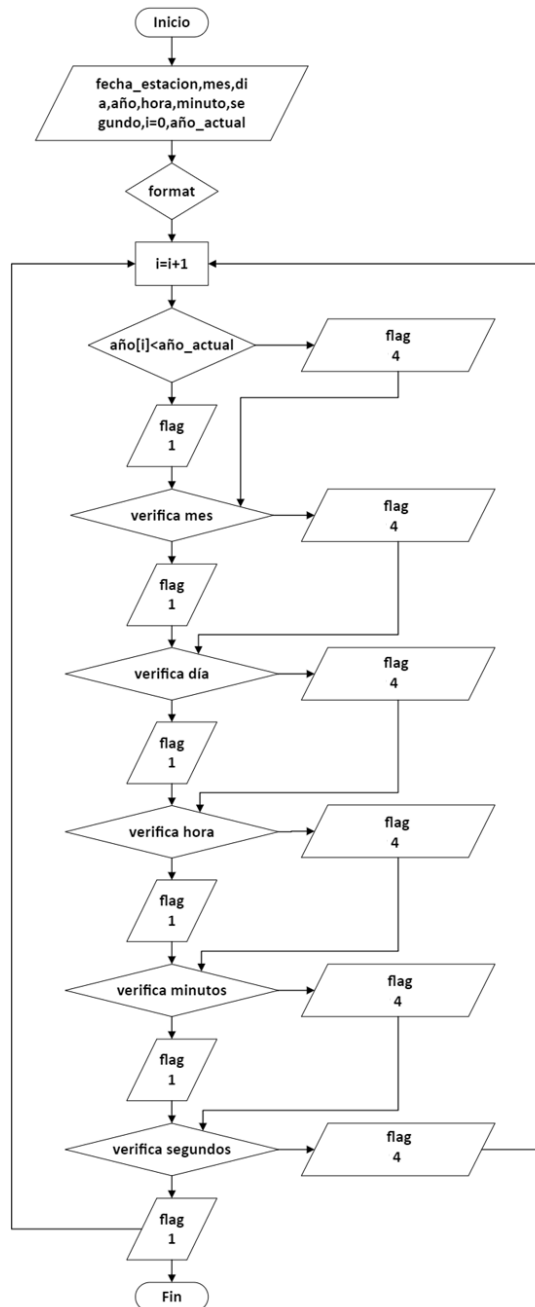 Inicio
fecha_estacion,mes,di
a,año,hora,minuto,se
gundo,i=0,año_actual
format
i=i+1
año[i]<año_actual
flag
4
flag
1
verifica mes
flag
4
flag
1
verifica día
flag
4
flag
1
verifica hora
flag
4
flag
1
verifica minutos
flag
4
flag
1
verifica segundos
flag
4
flag
1
Fin